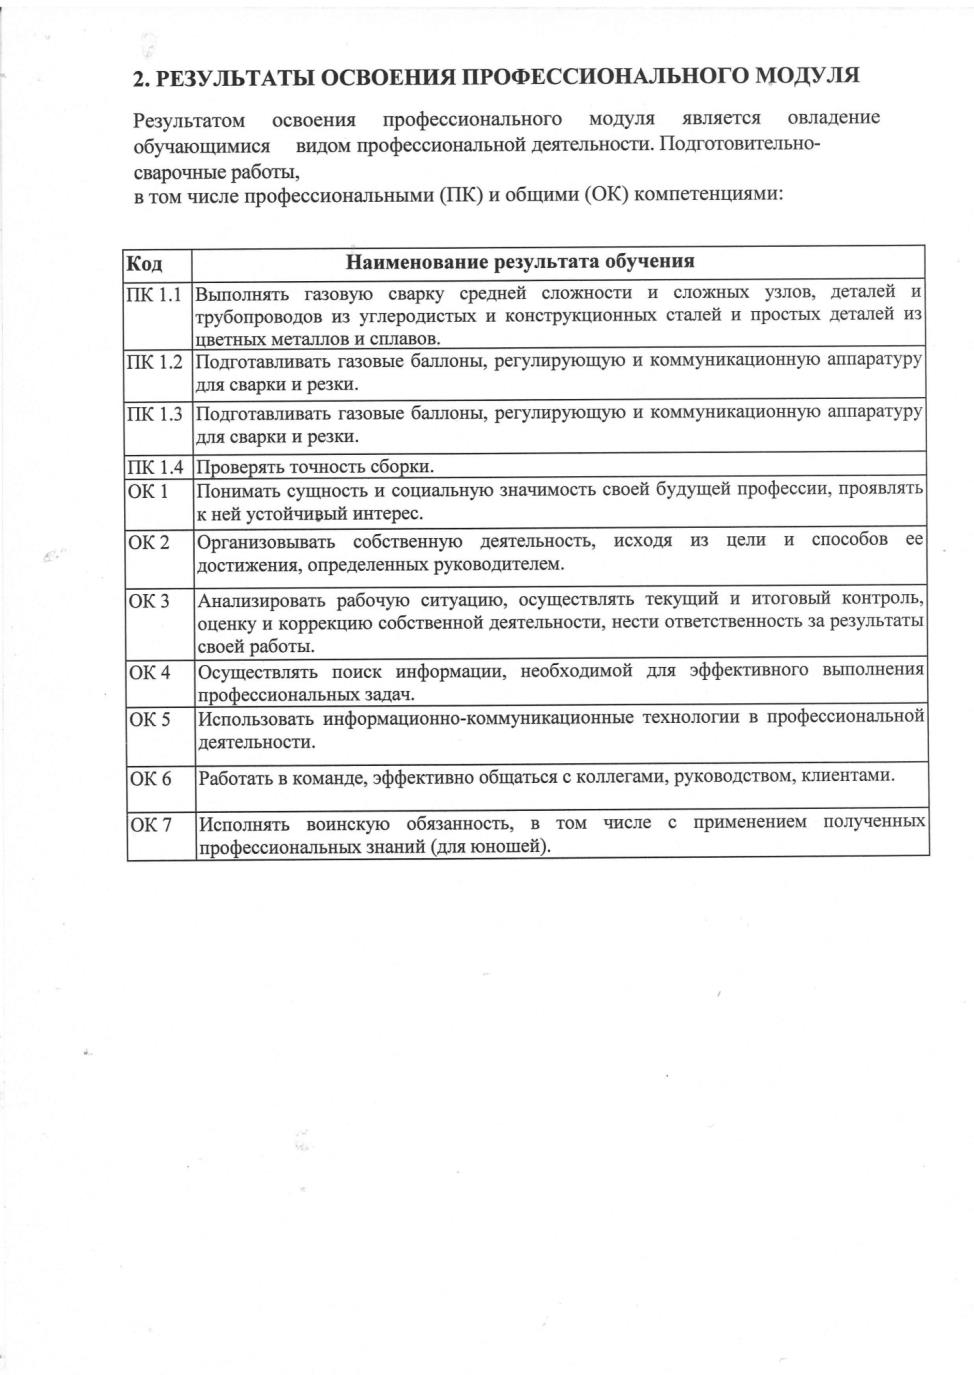 2. РЕЗУЛЬТАТЫ ОСВОЕНИЯ ПРОФЕССИОНАЛЬНОГО МОДУЛЯ
Результатом освоения профессионального модуля является овладение
обучающимися видом профессиональной деятельности. Подготовительно-
сварочные работы,
в том числе профессиональными (ПК) и общими (ОК) компетенциями:
Код Наименование результата обучения
ПК 1.1 Выполнять газовую сварку средней сложности и сложных узлов, деталей и
трубопроводов из углеродистых и конструкционных сталей и простых деталей из
цветных металлов и сплавов.
ПК 1.2 Подготавливать газовые баллоны, регулирующую и коммуникационную аппаратуру
для сварки и резки.
ПК 1.3 Подготавливать газовые баллоны, регулирующую и коммуникационную аппаратуру
для сварки и резки.
ПК 1.4 Проверять точность сборки.
ОК 1 Понимать сущность и социальную значимость своей будущей профессии, проявлять
к ней устойчивый интерес.
ОК 2 Организовывать собственную деятельность, исходя из цели и способов ее
достижения, определенных руководителем.
ОК 3 Анализировать рабочую ситуацию, осуществлять текущий и итоговый контроль,
оценку и коррекцию собственной деятельности, нести ответственность за результаты
своей работы.
ОК 4 Осуществлять поиск информации, необходимой для эффективного выполнения
профессиональных задач.
ОК 5 Использовать информационно-коммуникационные технологии в профессиональной
деятельности.
ОК 6 Работать в команде, эффективно общаться с коллегами, руководством, клиентами.
ОК 7 Исполнять воинскую обязанность, в том числе с применением полученных
профессиональных знаний (для юношей).